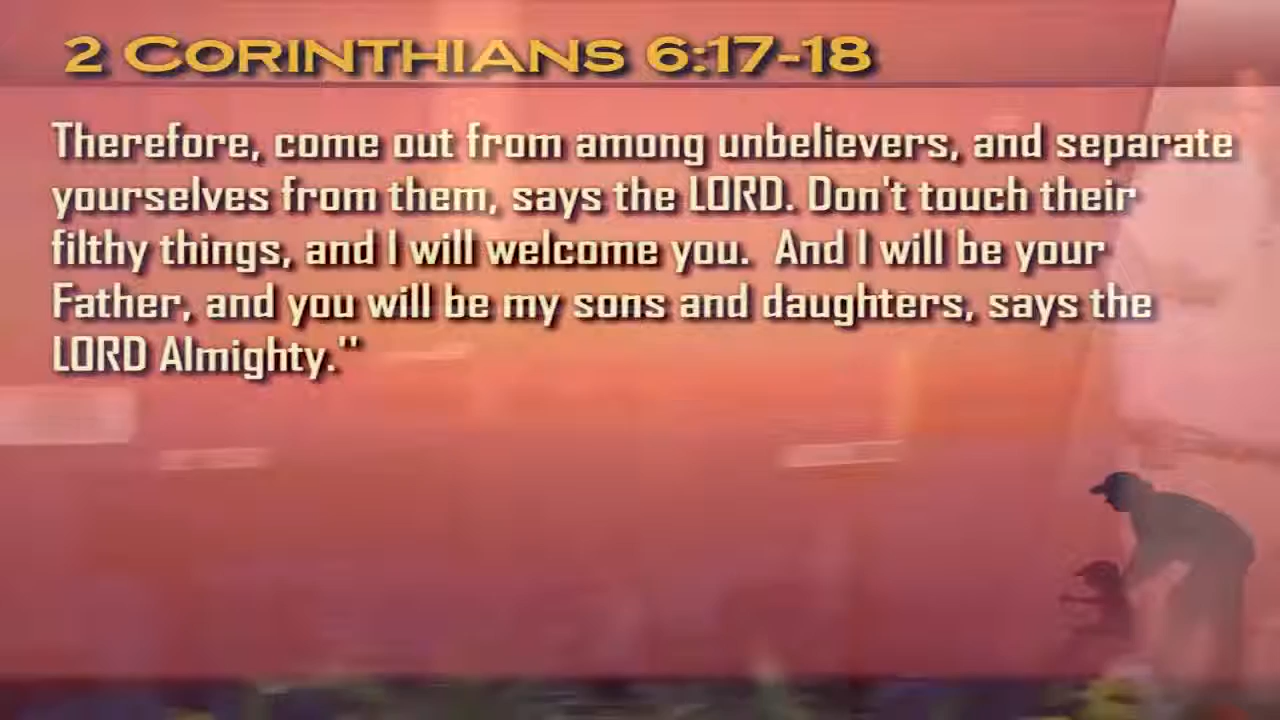 2 CORINTHIANS 6:17-18
Therefore, come out from among unbelievers, and separate
yourselves from them, says the LORD. Don't touch their
filthy things, and I will welcome you.  And I will be your
Father, and you will be my sons and daughters, says the
LORD Almighty."